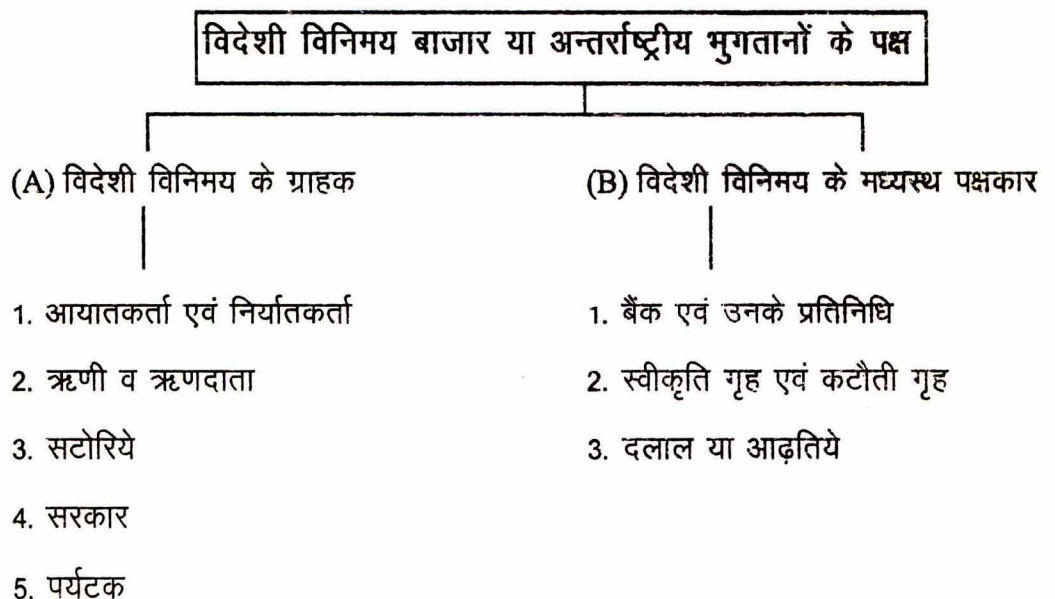 विदेशी विनिमय बाजार या अन्तर्राष्ट्रीय भुगतानों के पक्ष
(A) विदेशी विनिमय के ग्राहक
1. आयातकर्ता एवं निर्यातकर्ता
2. ऋणी व ऋणदाता
3. सटोरिये
4. सरकार
5. पर्यटक
(B) विदेशी विनिमय के मध्यस्थ पक्षकार
1. बैंक एवं उनके प्रतिनिधि
2. स्वीकृति गृह एवं कटौती गृह
3. दलाल या आढ़तिये